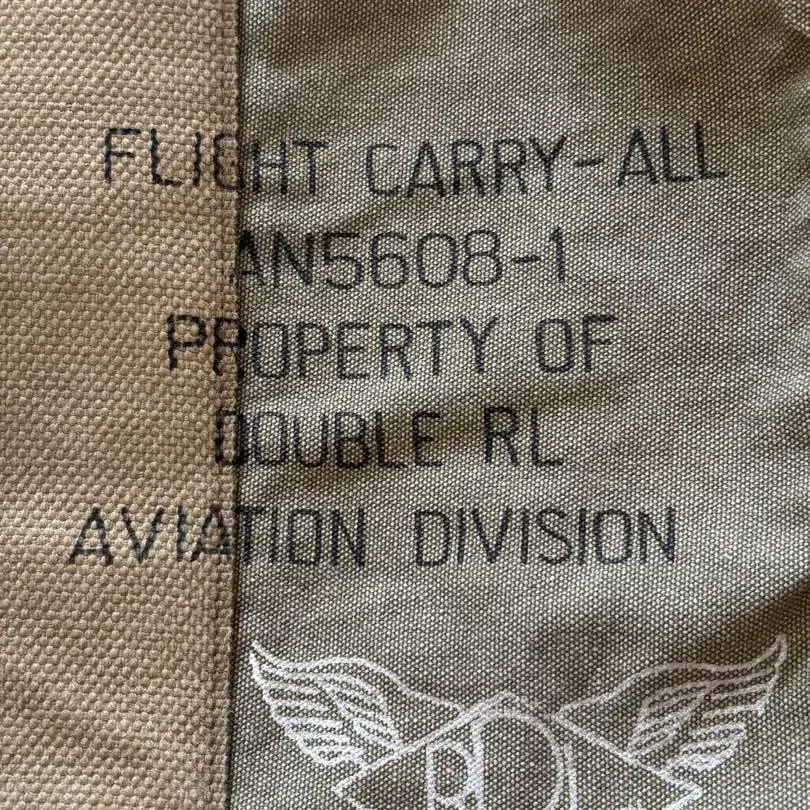 FLIGHT CARRY-ALL
AN5608-1
PROPERTY OF
DOUBLE RL
AVIATION DIVISION